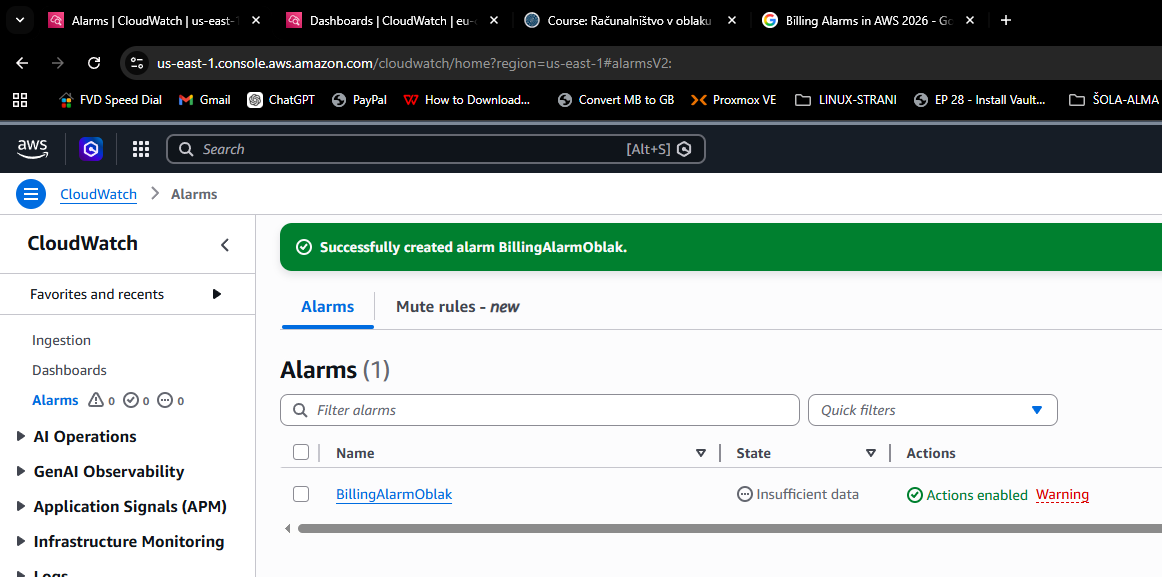 Alarms | CloudWatch | us-east-1
Dashboards | CloudWatch | eu-
Course: Računalništvo v oblaku
Billing Alarms in AWS 2026 - Go
us-east-1.console.aws.amazon.com/cloudwatch/home?region=us-east-1#alarmsV2:
FVD Speed Dial
Gmail
ChatGPT
PayPal
How to Download...
Convert MB to GB
Proxmox VE
LINUX-STRANI
EP 28 - Install Vault...
ŠOLA-ALMA
aws
Search
[Alt+S]
CloudWatch
Alarms
CloudWatch
Favorites and recents
Ingestion
Dashboards
Alarms 0 0 0
AI Operations
GenAI Observability
Application Signals (APM)
Infrastructure Monitoring
Logs
Successfully created alarm BillingAlarmOblak.
Alarms
Mute rules - new
Alarms (1)
Filter alarms
Quick filters
Name State Actions
BillingAlarmOblak Insufficient data Actions enabled Warning